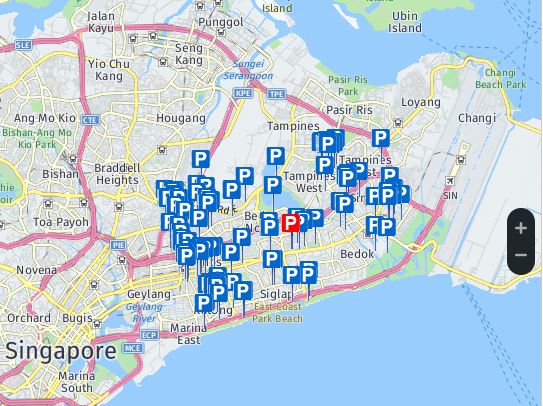 Jalan
Kayu
Punggol
Island
Ubin
Island
SLE
Seng
Kang
Yio Chu
Kang
Sungei
Serangoon
Pasir Ris
Park
Changi
Beach Park
KPE
TPE
Loyang
Ang Mo Kio
Hougang
Pasir Ris
Changi
CTE
Tampines
Bishan-Ang Mo
Kio Park
Braddell
Heights
Tampines
West
Bishan
Tampines
West
SIN
SIN
Toa Payoh
Rd
PIE
Bedok
Novena
Geylang
Siglap
Geylang
River
East Coast
Park Beach
Orchard
Bugis
Marina
East
ECP
Singapore
MCE
Marina
South
P
+
−